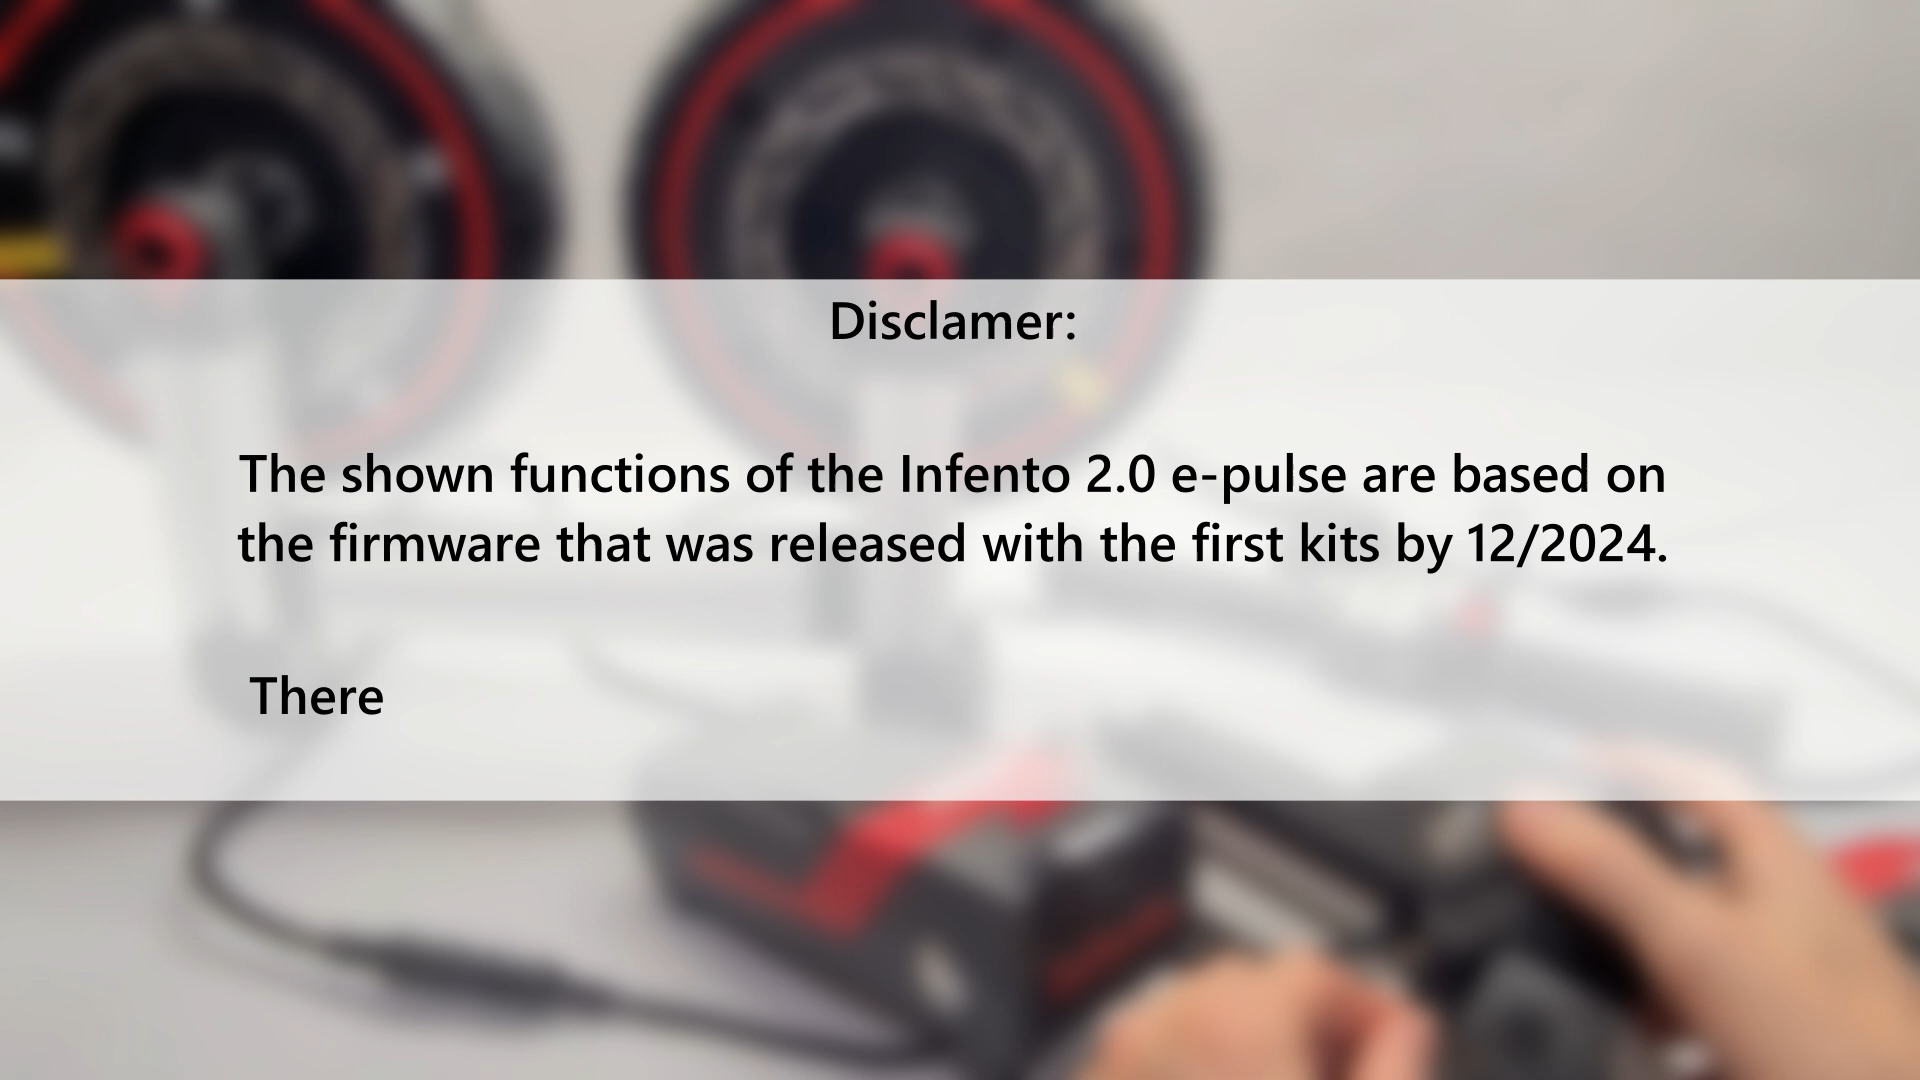 Disclamer:
The shown functions of the Infento 2.0 e-pulse are based on
the firmware that was released with the first kits by 12/2024.
There